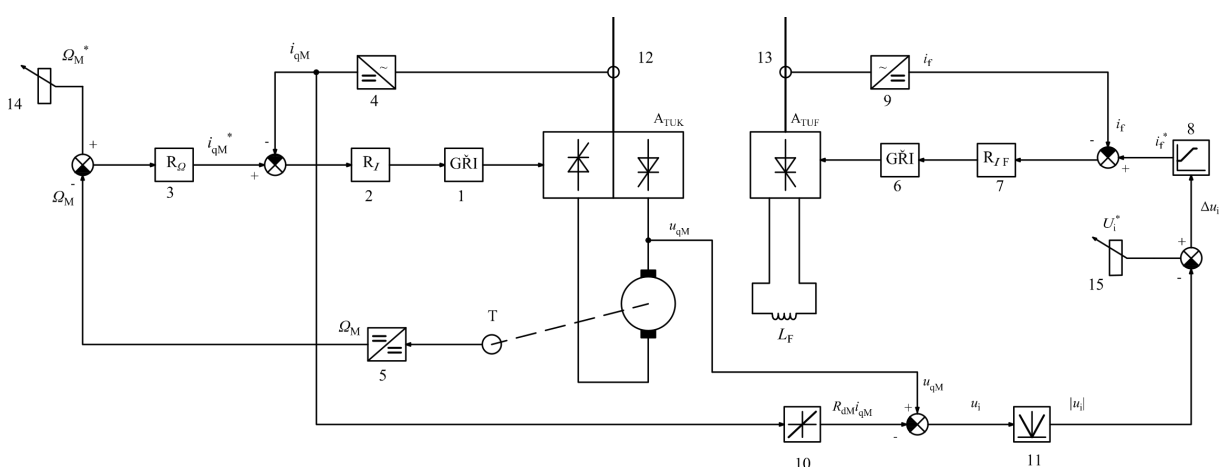 Ω_M^*
i_qM
12
13
i_f
14
4
9
A_TUK
A_TUF
8
+
-
i_qM^*
-
i_f
i_f^*
R_Ω
R_I
GŘI
GŘI
R_I F
+
+
-
Ω_M
3
2
1
6
7
Δu_i
u_qM
U_i^*
+
-
15
Ω_M
T
L_F
5
u_qM
R_dM i_qM
+
-
u_i
|u_i|
10
11
~
=
~
=